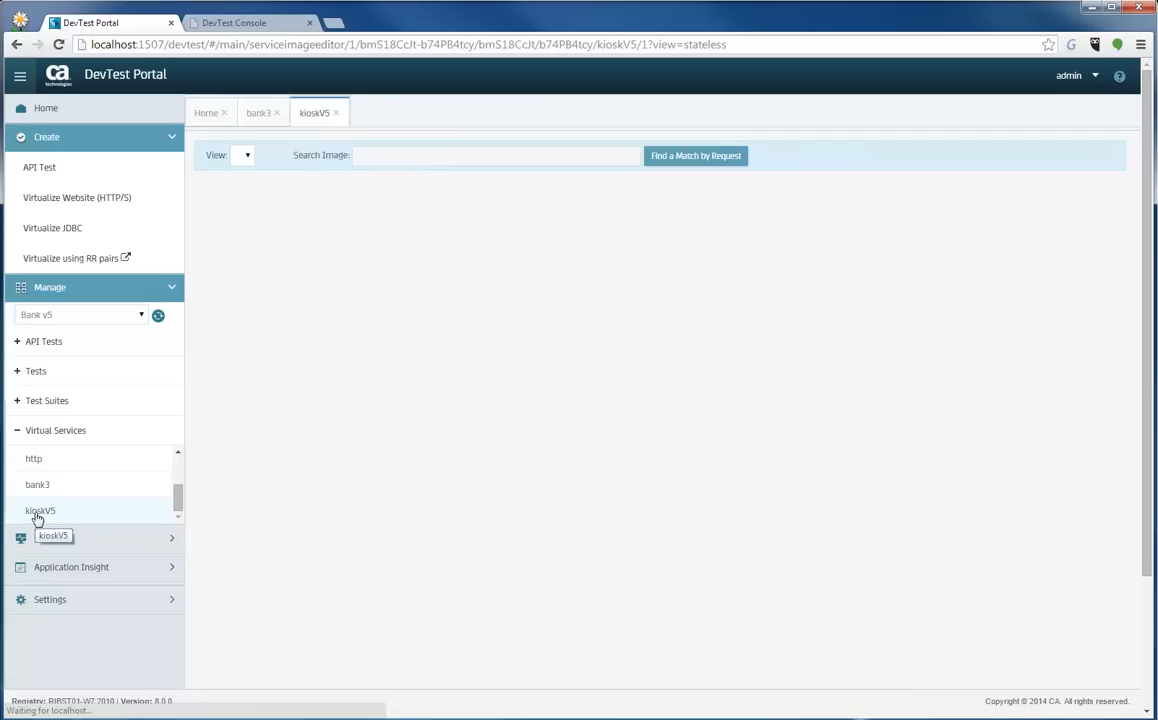 DevTest Portal
DevTest Console
localhost:1507/devtest/#/main/serviceimageeditor/1/bmS18CcJt-b74PB4tcy/bmS18CcJt/b74PB4tcy/kioskV5/1?view=stateless
ca technologies DevTest Portal
admin
Home
Home
bank3
kioskV5
Create
View:
Search Image:
Find a Match by Request
API Test
Virtualize Website (HTTP/S)
Virtualize JDBC
Virtualize using RR pairs
Manage
Bank v5
API Tests
Tests
Test Suites
Virtual Services
http
bank3
kioskV5
kioskV5
Application Insight
Settings
Registry: RIBST01-W7 2010 | Version: 8.0.0
Copyright © 2014 CA. All rights reserved.
Waiting for localhost...